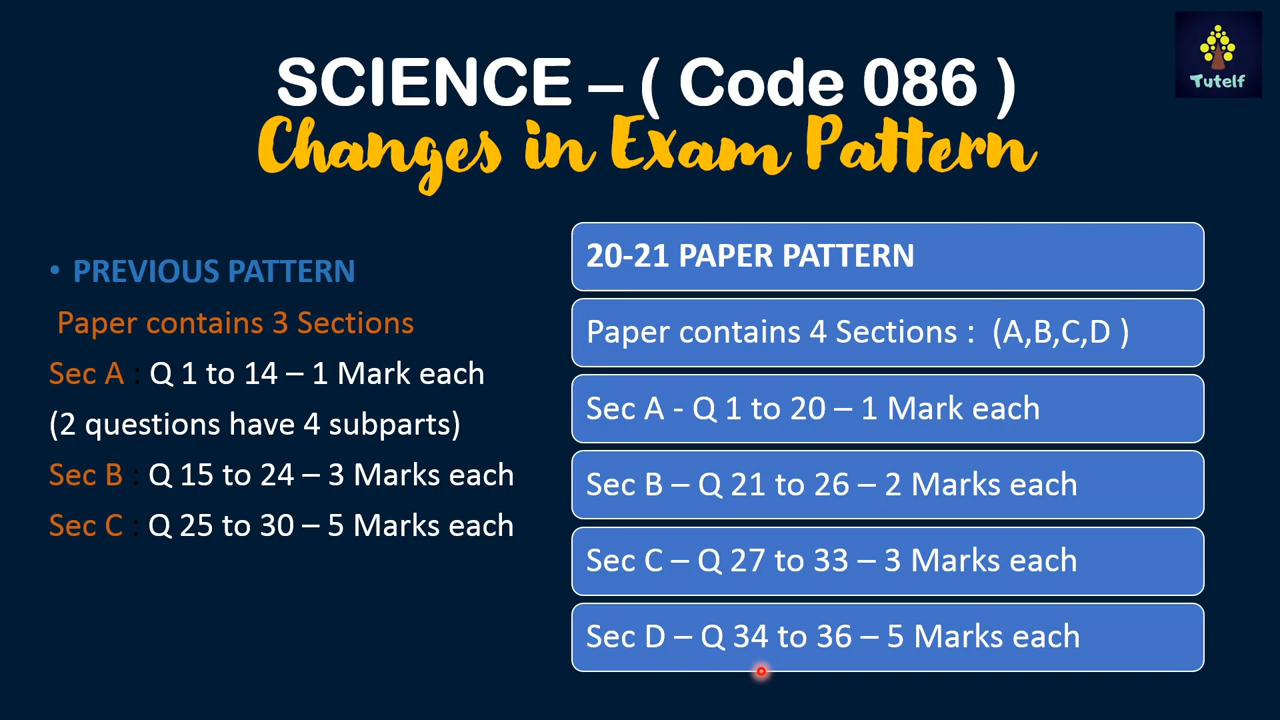 Tutelf
SCIENCE – ( Code 086 )
Changes in Exam Pattern
• PREVIOUS PATTERN
Paper contains 3 Sections
Sec A : Q 1 to 14 – 1 Mark each
(2 questions have 4 subparts)
Sec B : Q 15 to 24 – 3 Marks each
Sec C : Q 25 to 30 – 5 Marks each
20-21 PAPER PATTERN
Paper contains 4 Sections : (A,B,C,D )
Sec A - Q 1 to 20 – 1 Mark each
Sec B – Q 21 to 26 – 2 Marks each
Sec C – Q 27 to 33 – 3 Marks each
Sec D – Q 34 to 36 – 5 Marks each